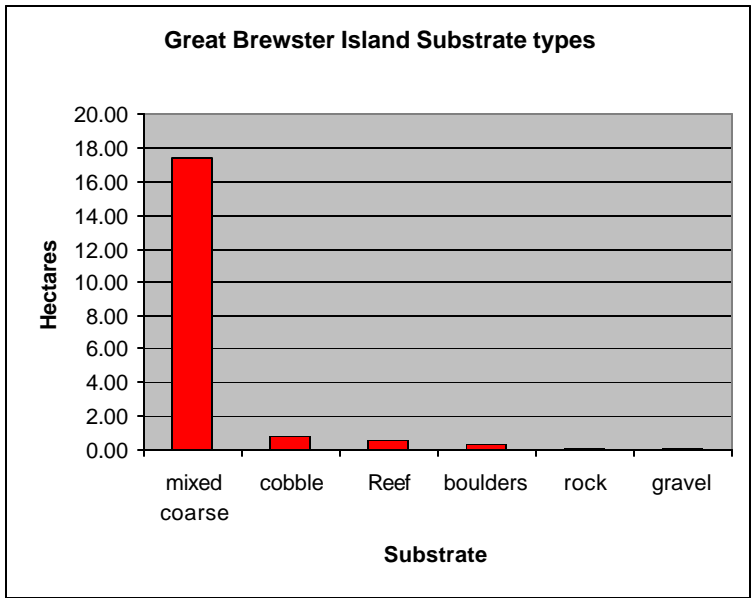 Great Brewster Island Substrate types
20.00
18.00
16.00
14.00
12.00
10.00
8.00
6.00
4.00
2.00
0.00
Hectares
mixed coarse
cobble
Reef
boulders
rock
gravel
Substrate